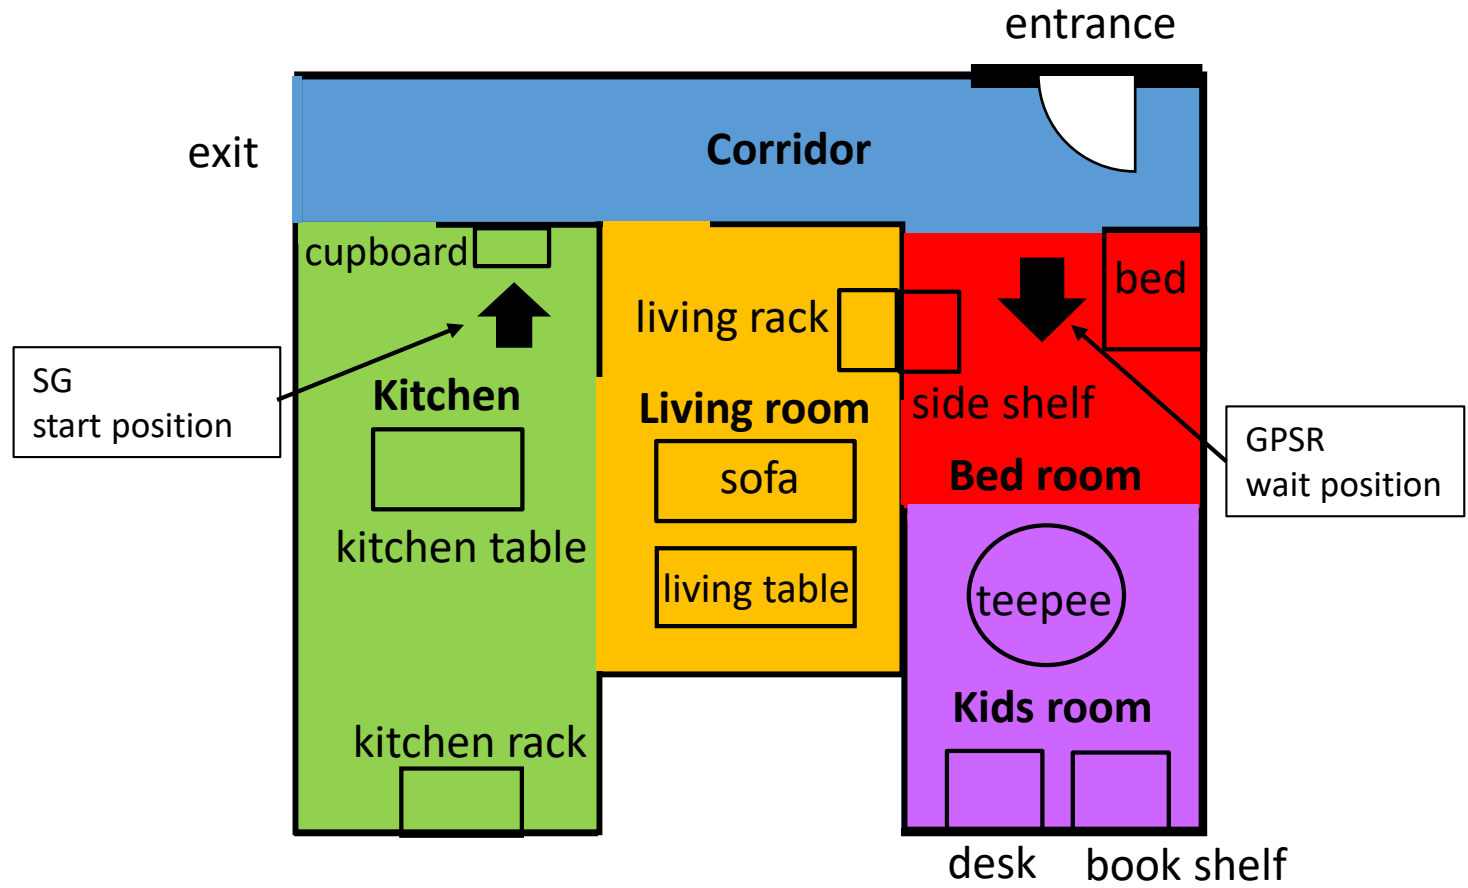 entrance
exit
Corridor
cupboard
bed
living rack
SG
start position
Kitchen
Living room
side shelf
GPSR
wait position
sofa
Bed room
kitchen table
living table
teepee
Kids room
kitchen rack
desk
book shelf